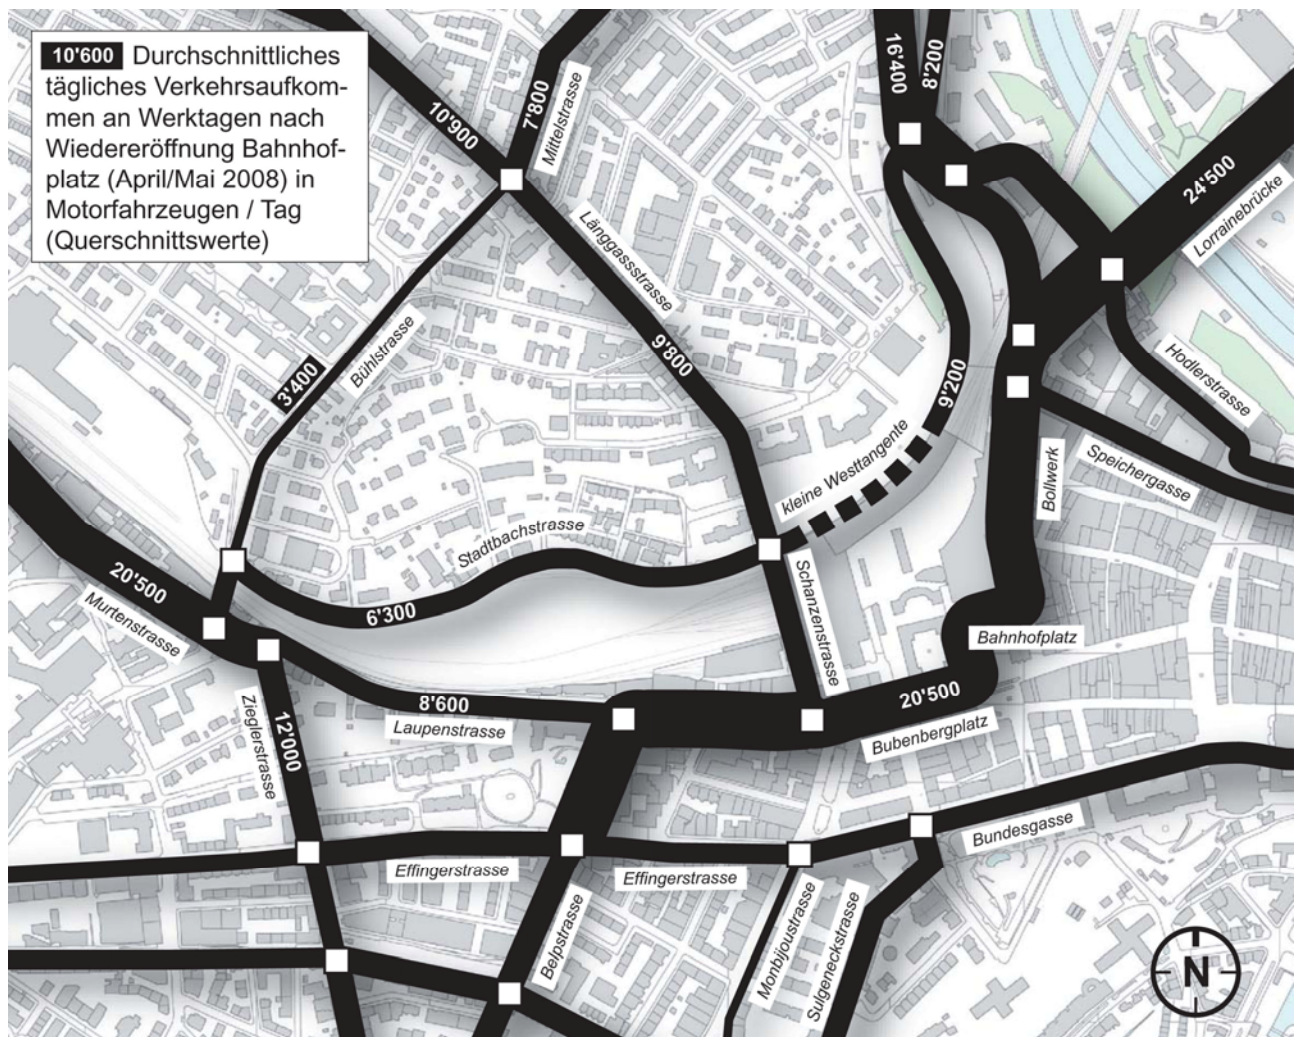 10'600 Durchschnittliches
tägliches Verkehrsaufkom-
men an Werktagen nach
Wiedereröffnung Bahnhof-
platz (April/Mai 2008) in
Motorfahrzeugen / Tag
(Querschnittswerte)
10'900
7'800
Mittelstrasse
16'400
8'200
24'500
Lorrainebrücke
Länggassstrasse
9'800
Bühlstrasse
3'400
9'200
Hodlerstrasse
kleine Westtangente
Bollwerk
Speichergasse
Stadtbachstrasse
6'300
20'500
Murtenstrasse
Schanzenstrasse
Bahnhofplatz
Zieglerstrasse
12'000
8'600
Laupenstrasse
20'500
Bubenbergplatz
Bundesgasse
Effingerstrasse
Effingerstrasse
Belpstrasse
Monbijoustrasse
Sulgeneckstrasse
N